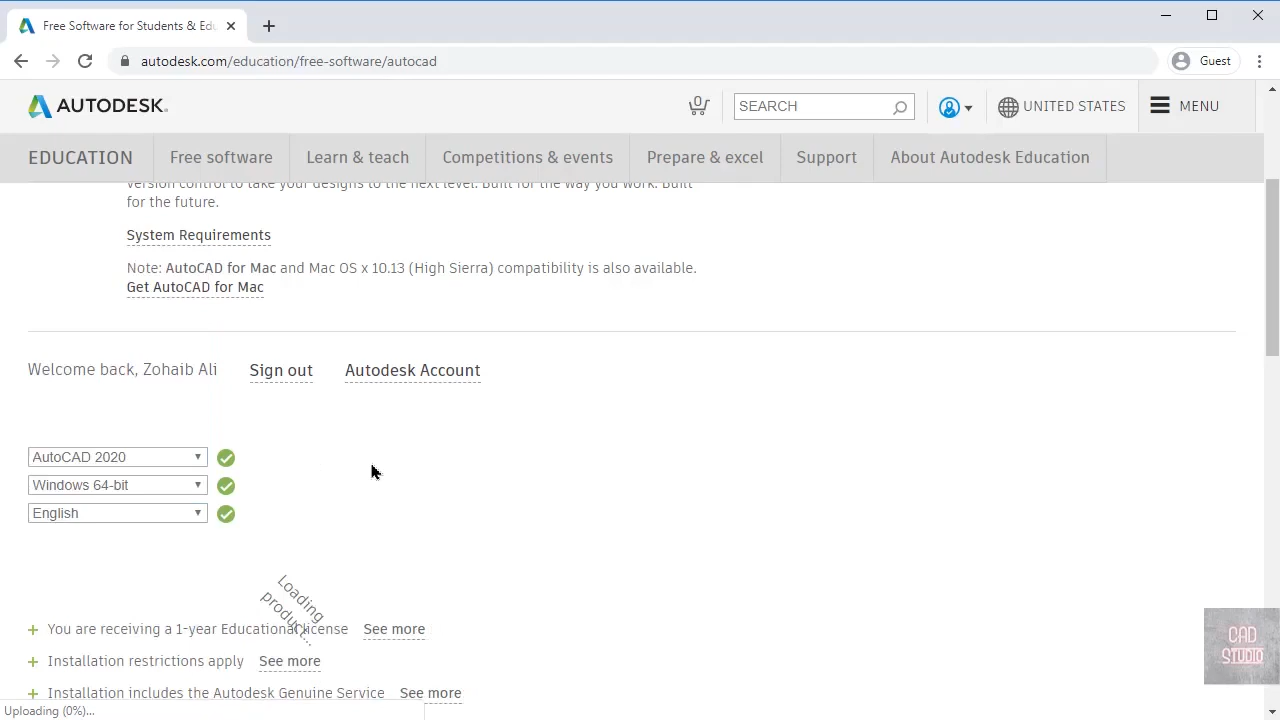 Free Software for Students & Edu
Guest
autodesk.com/education/free-software/autocad
AUTODESK.
0
SEARCH
UNITED STATES
MENU
EDUCATION
Free software
Learn & teach
Competitions & events
Prepare & excel
Support
About Autodesk Education
version control to take your designs to the next level. Built for the way you work. Built
for the future.
System Requirements
Note: AutoCAD for Mac and Mac OS x 10.13 (High Sierra) compatibility is also available.
Get AutoCAD for Mac
Welcome back, Zohaib Ali
Sign out
Autodesk Account
AutoCAD 2020
Windows 64-bit
English
Loading
product...
You are receiving a 1-year Educational license See more
Installation restrictions apply See more
Installation includes the Autodesk Genuine Service See more
CAD
STUDIO
Uploading (0%)...